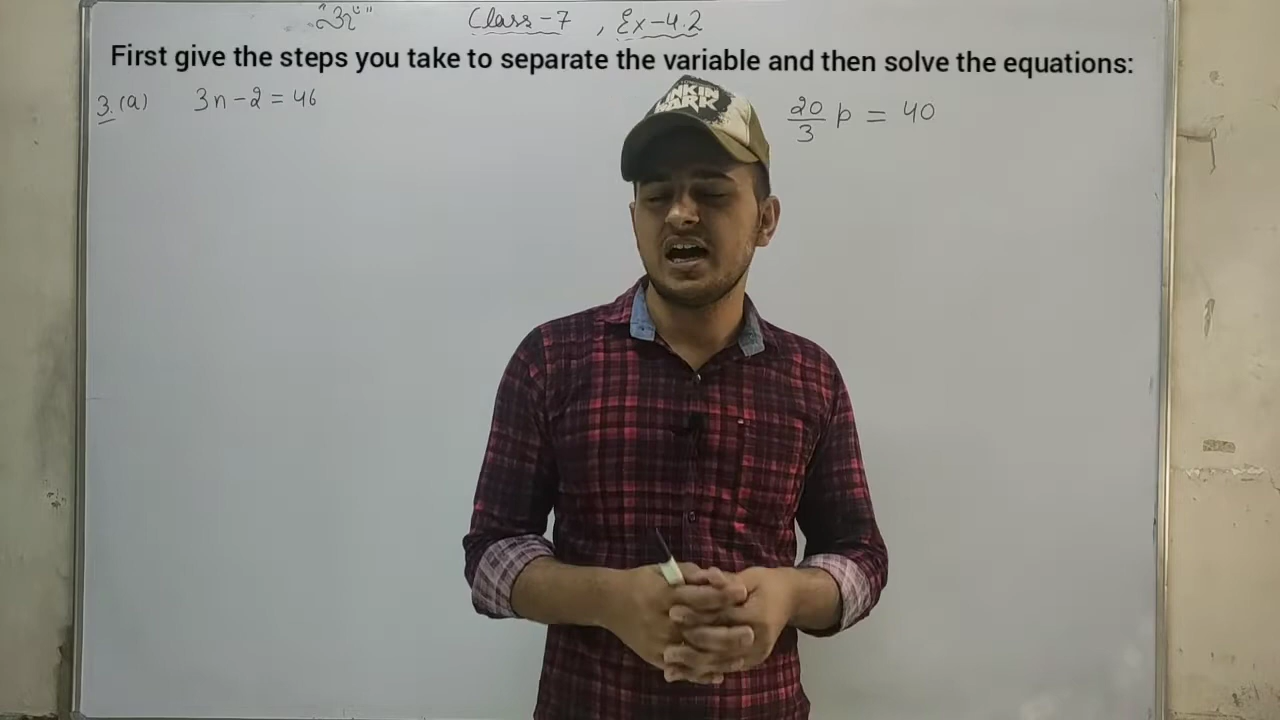 "ॐ"
Class-7, Ex-4.2
First give the steps you take to separate the variable and then solve the equations:
3.(a) 3n-2=46
20/3 p = 40
LINKIN
PARK